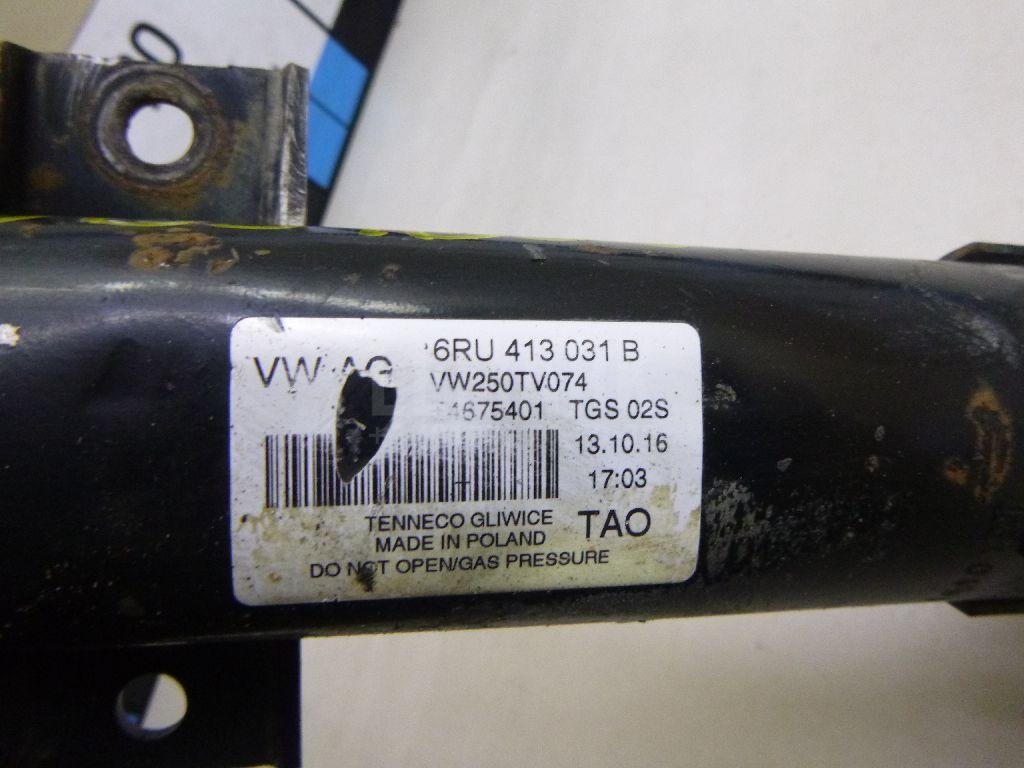 VW AG
6RU 413 031 B
VW250TV074
4675401 TGS 02S
13.10.16
17:03
TENNECO GLIWICE
MADE IN POLAND
TAO
DO NOT OPEN/GAS PRESSURE